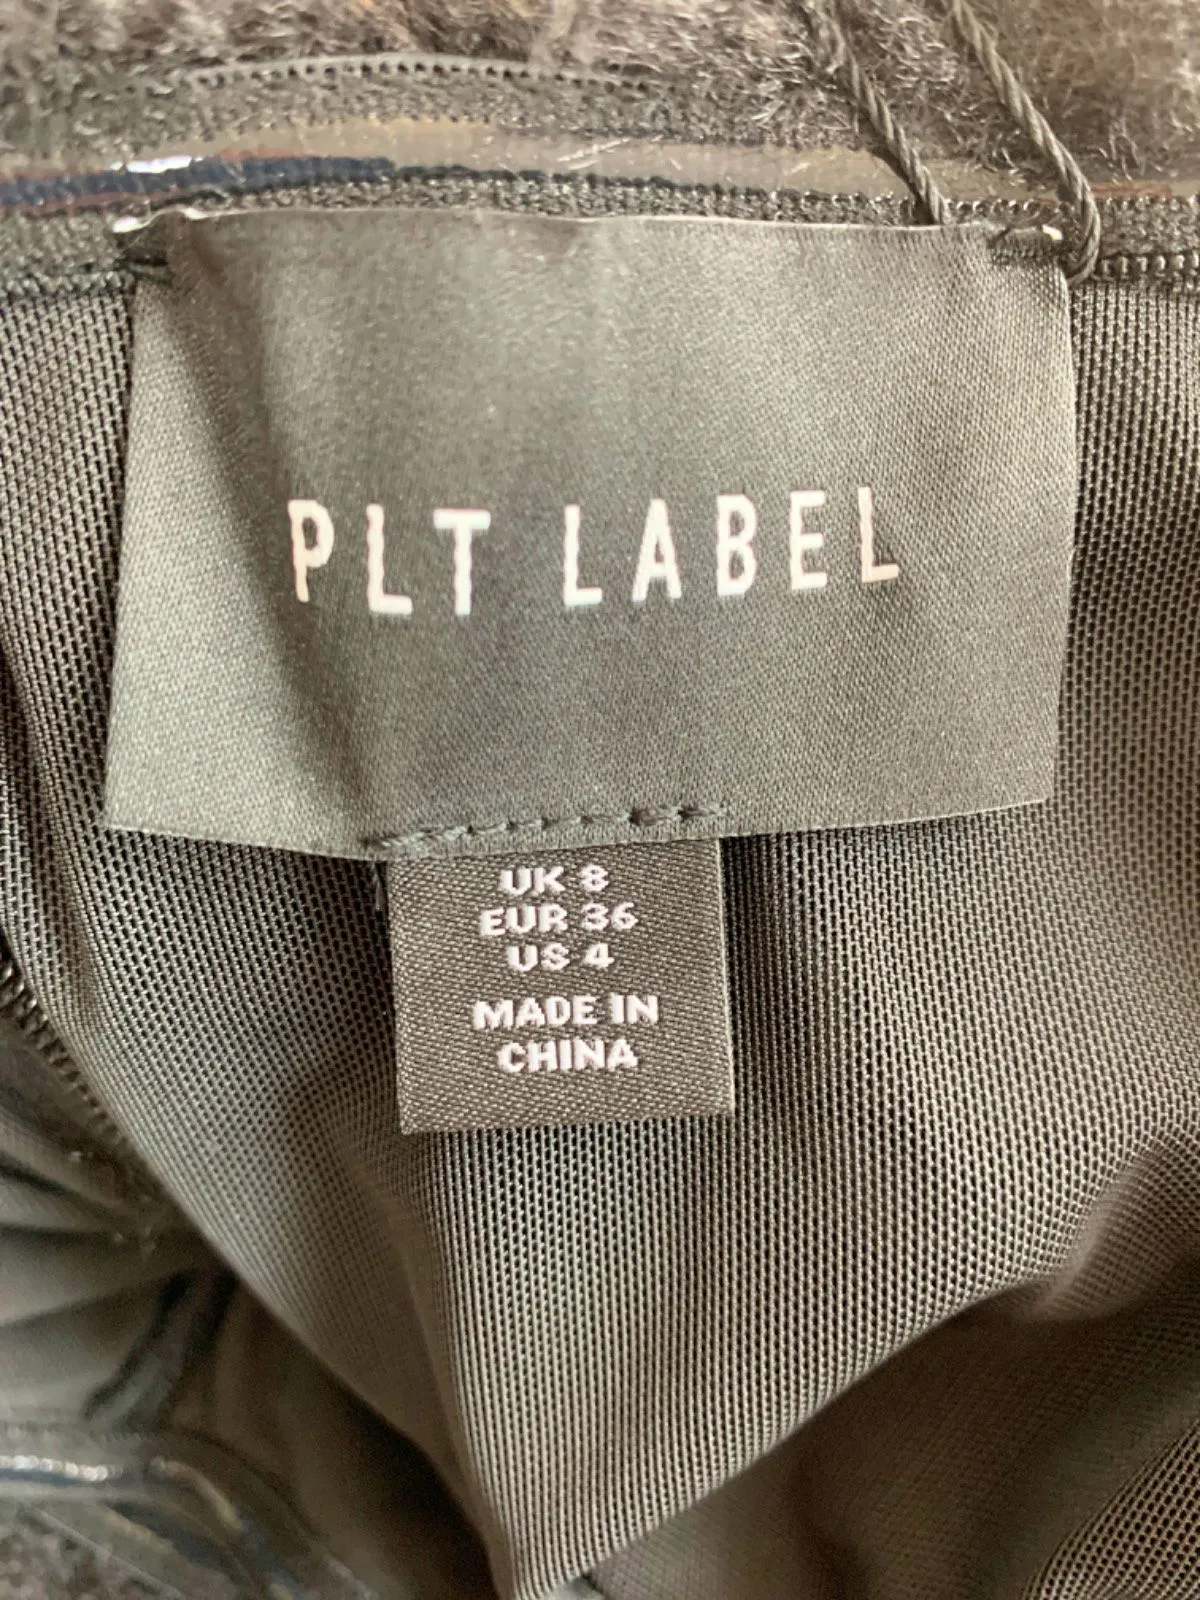 PLT LABEL
UK 8
EUR 36
US 4
MADE IN
CHINA